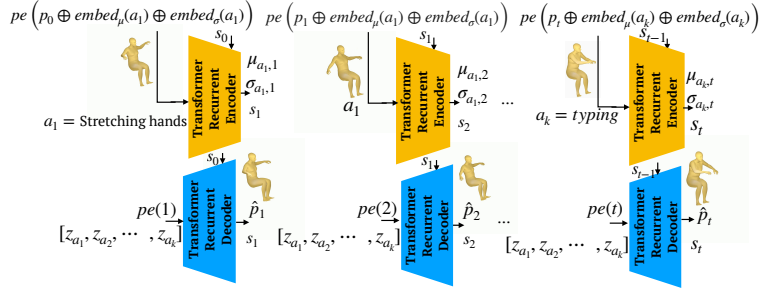 pe(p₀ ⊕ embed_μ(a₁) ⊕ embed_σ(a₁))
s₀
μ_{a₁,1}
σ_{a₁,1}
s₁
Transformer
Recurrent
Encoder
a₁ = Stretching hands
s₀
pe(1)
[z_{a₁}, z_{a₂}, ⋯ , z_{a_k}]
Transformer
Recurrent
Decoder
p̂₁
s₁
pe(p₁ ⊕ embed_μ(a₁) ⊕ embed_σ(a₁))
s₁
μ_{a₁,2}
σ_{a₁,2}
s₂
Transformer
Recurrent
Encoder
a₁
...
s₁
pe(2)
[z_{a₁}, z_{a₂}, ⋯ , z_{a_k}]
Transformer
Recurrent
Decoder
p̂₂
s₂
...
pe(p_t ⊕ embed_μ(a_k) ⊕ embed_σ(a_k))
s_{t−1}
μ_{a_k,t}
σ_{a_k,t}
s_t
Transformer
Recurrent
Encoder
a_k = typing
s_{t−1}
pe(t)
[z_{a₁}, z_{a₂}, ⋯ , z_{a_k}]
Transformer
Recurrent
Decoder
p̂_t
s_t